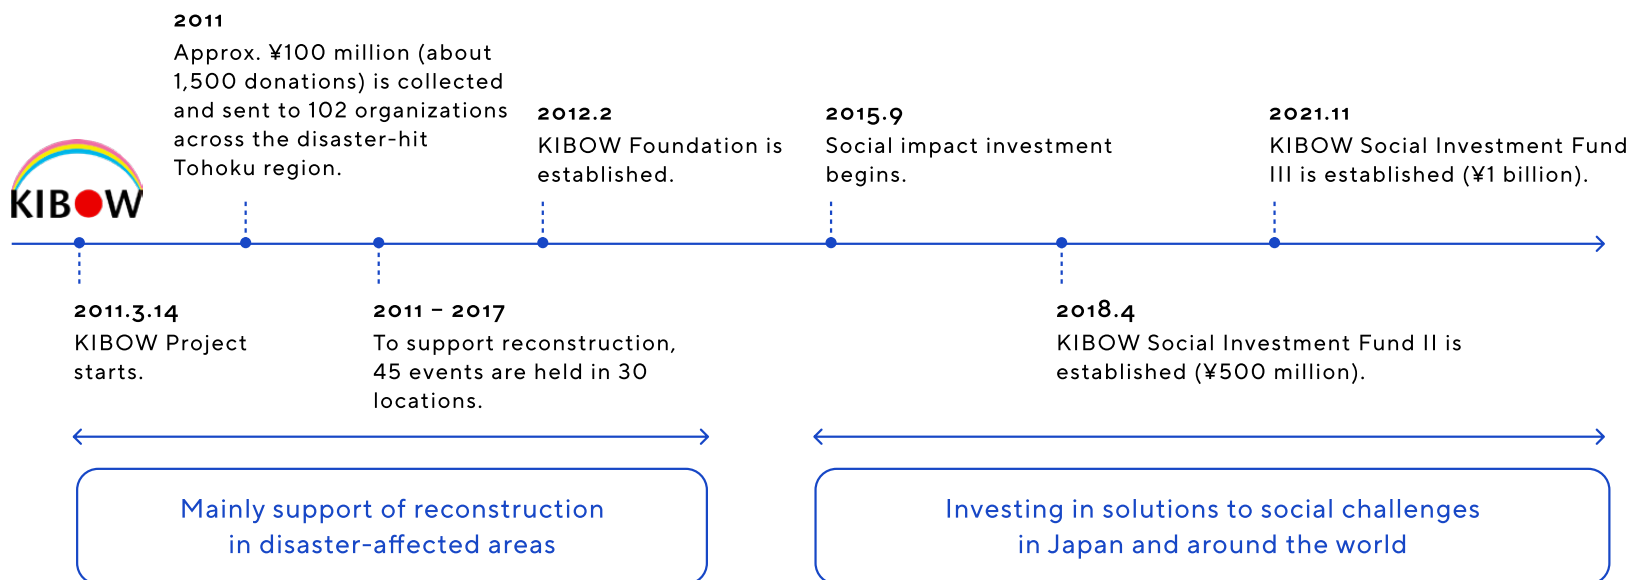 2011
Approx. ¥100 million (about
1,500 donations) is collected
and sent to 102 organizations
across the disaster-hit
Tohoku region.
2012.2
KIBOW Foundation is
established.
2015.9
Social impact investment
begins.
2021.11
KIBOW Social Investment Fund
III is established (¥1 billion).
KIBOW
2011.3.14
KIBOW Project
starts.
2011 – 2017
To support reconstruction,
45 events are held in 30
locations.
2018.4
KIBOW Social Investment Fund II is
established (¥500 million).
Mainly support of reconstruction
in disaster-affected areas
Investing in solutions to social challenges
in Japan and around the world